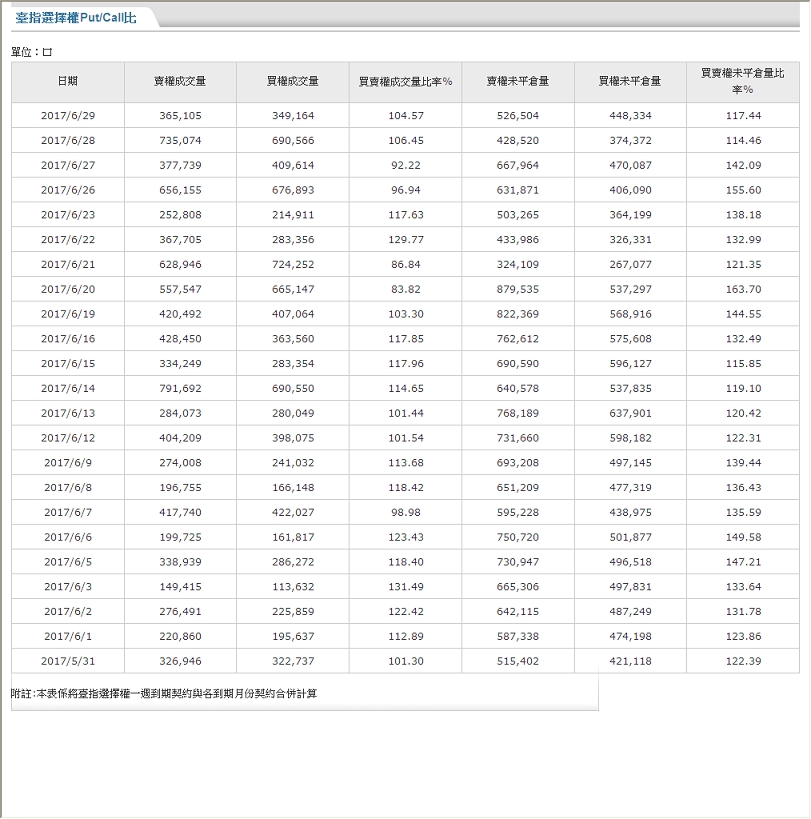 臺指選擇權Put/Call比
單位：口
日期 賣權成交量 買權成交量 買賣權成交量比率% 賣權未平倉量 買權未平倉量 買賣權未平倉量比
率%
2017/6/29 365,105 349,164 104.57 526,504 448,334 117.44
2017/6/28 735,074 690,566 106.45 428,520 374,372 114.46
2017/6/27 377,739 409,614 92.22 667,964 470,087 142.09
2017/6/26 656,155 676,893 96.94 631,871 406,090 155.60
2017/6/23 252,808 214,911 117.63 503,265 364,199 138.18
2017/6/22 367,705 283,356 129.77 433,986 326,331 132.99
2017/6/21 628,946 724,252 86.84 324,109 267,077 121.35
2017/6/20 557,547 665,147 83.82 879,535 537,297 163.70
2017/6/19 420,492 407,064 103.30 822,369 568,916 144.55
2017/6/16 428,450 363,560 117.85 762,612 575,608 132.49
2017/6/15 334,249 283,354 117.96 690,590 596,127 115.85
2017/6/14 791,692 690,550 114.65 640,578 537,835 119.10
2017/6/13 284,073 280,049 101.44 768,189 637,901 120.42
2017/6/12 404,209 398,075 101.54 731,660 598,182 122.31
2017/6/9 274,008 241,032 113.68 693,208 497,145 139.44
2017/6/8 196,755 166,148 118.42 651,209 477,319 136.43
2017/6/7 417,740 422,027 98.98 595,228 438,975 135.59
2017/6/6 199,725 161,817 123.43 750,720 501,877 149.58
2017/6/5 338,939 286,272 118.40 730,947 496,518 147.21
2017/6/3 149,415 113,632 131.49 665,306 497,831 133.64
2017/6/2 276,491 225,859 122.42 642,115 487,249 131.78
2017/6/1 220,860 195,637 112.89 587,338 474,198 123.86
2017/5/31 326,946 322,737 101.30 515,402 421,118 122.39
附註:本表係將臺指選擇權一週到期契約與各到期月份契約合併計算